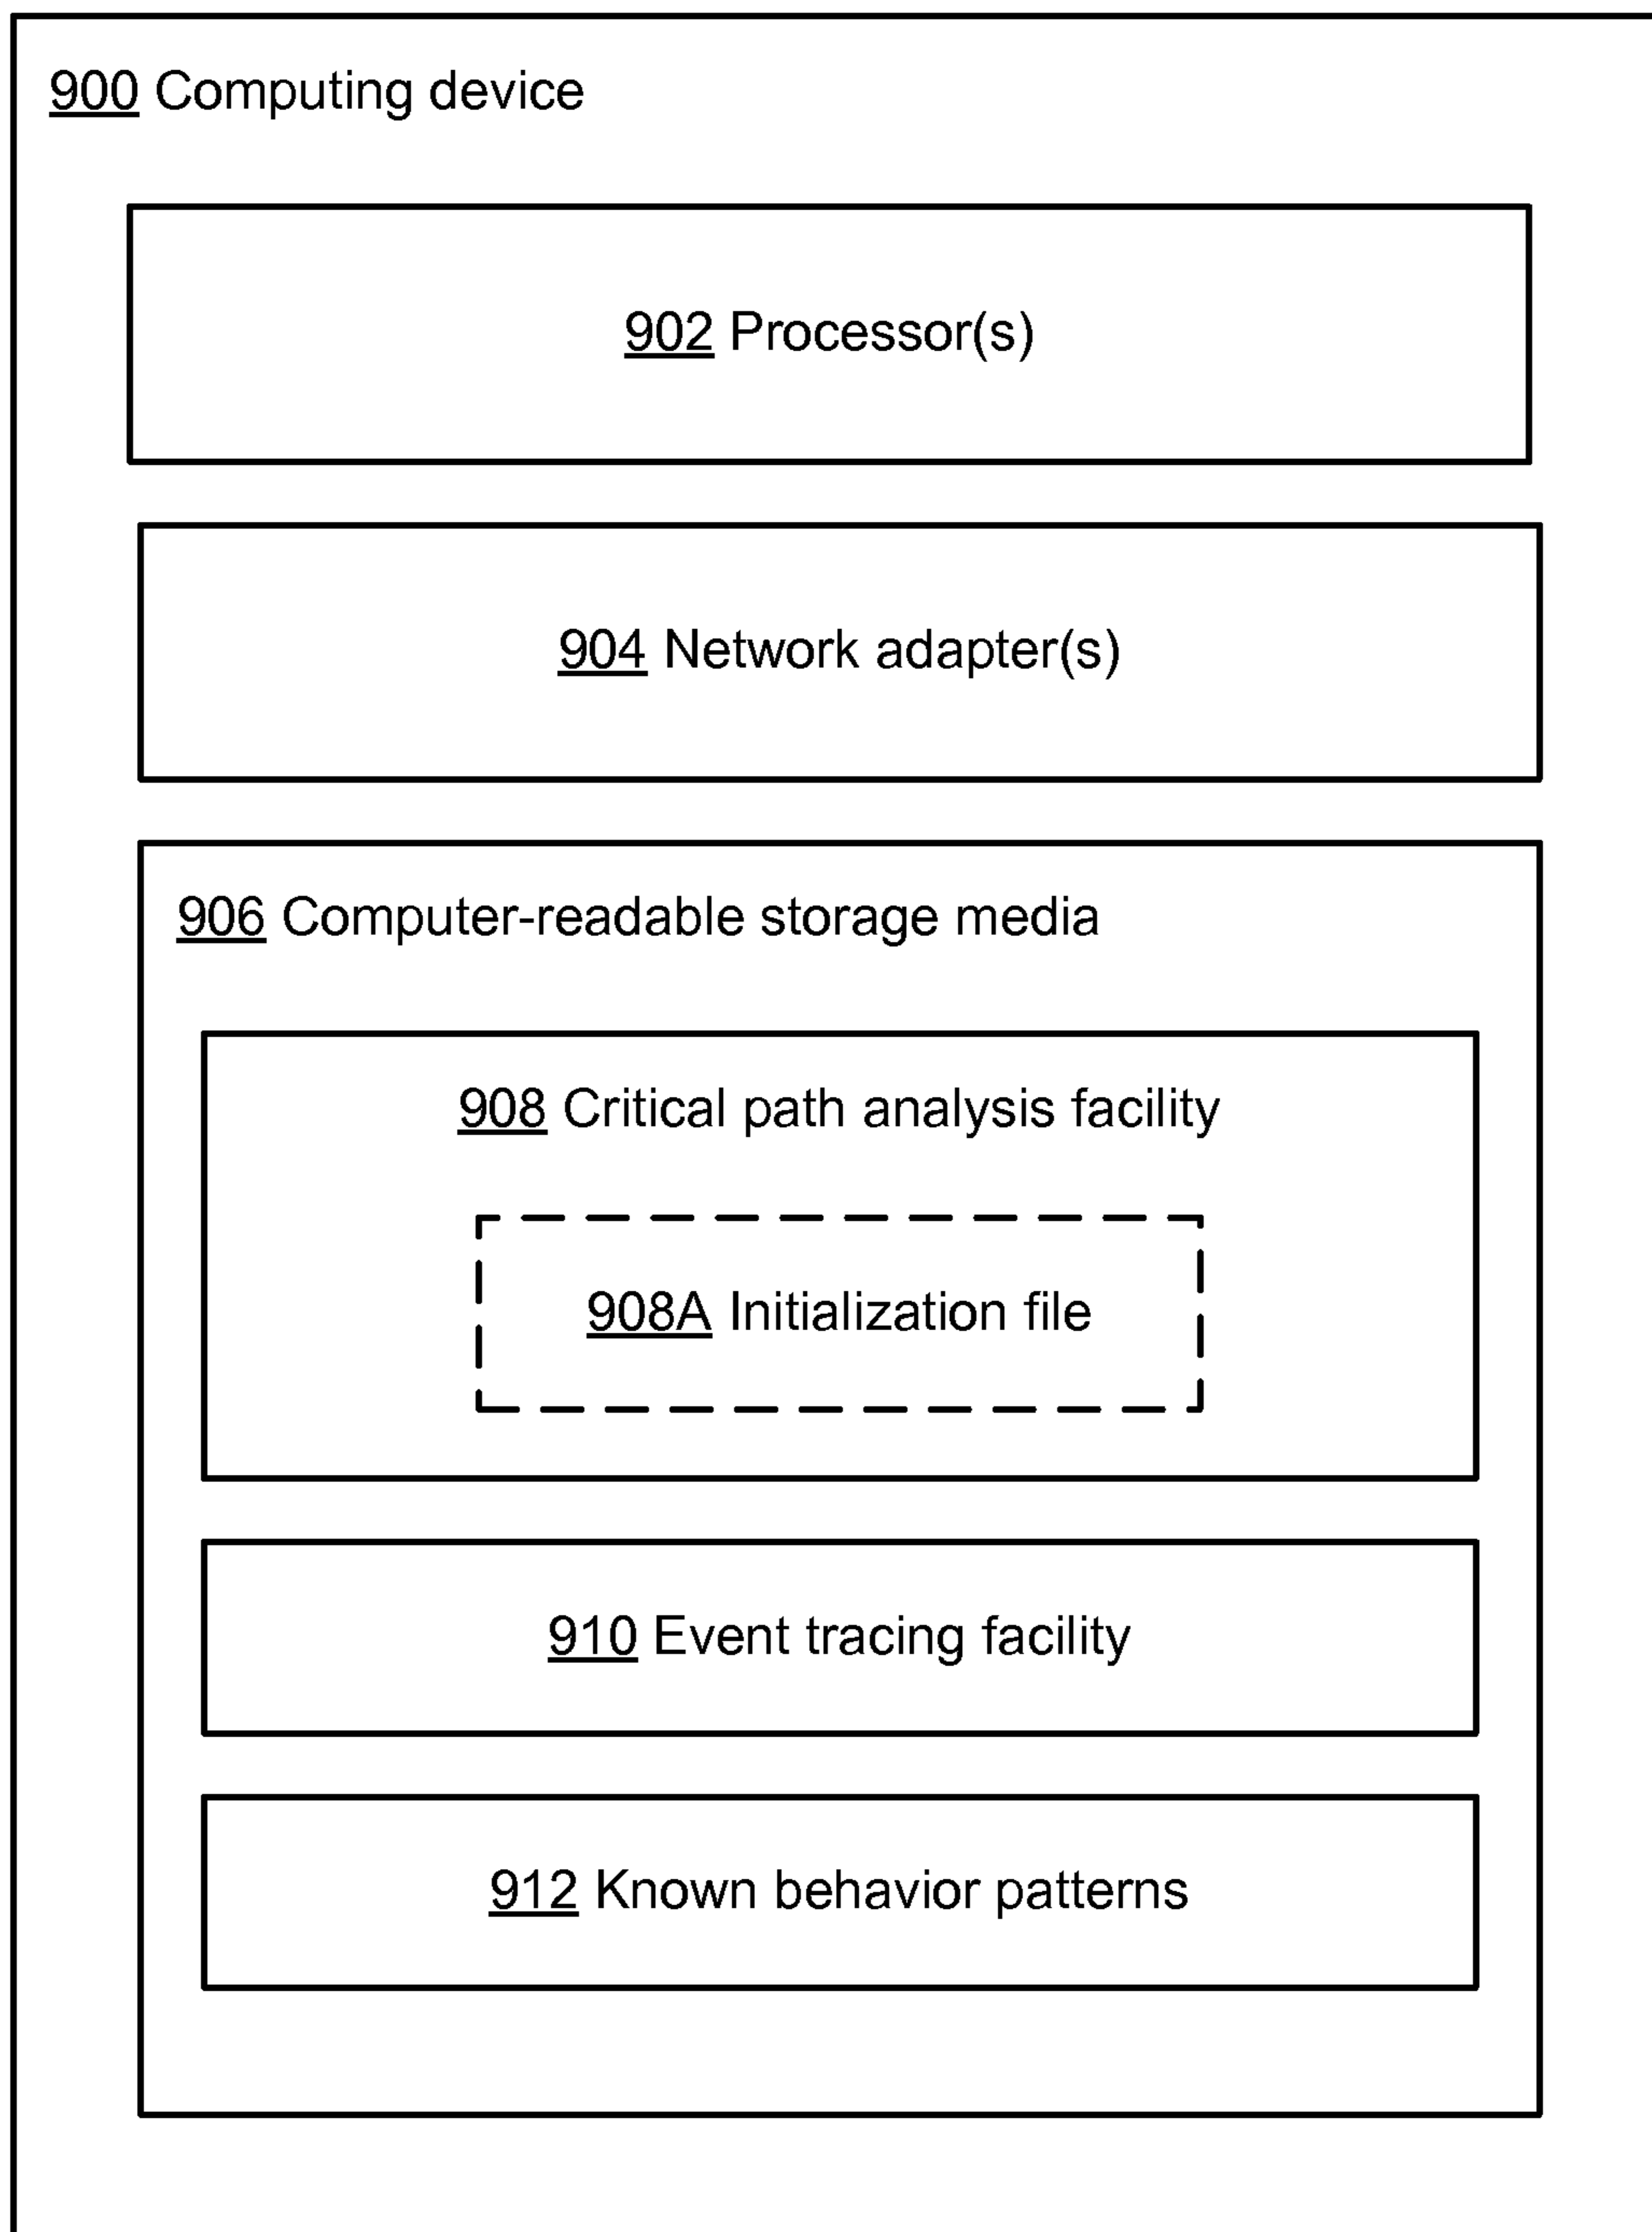 900 Computing device
902 Processor(s)
904 Network adapter(s)
906 Computer-readable storage media
908 Critical path analysis facility
908A Initialization file
910 Event tracing facility
912 Known behavior patterns